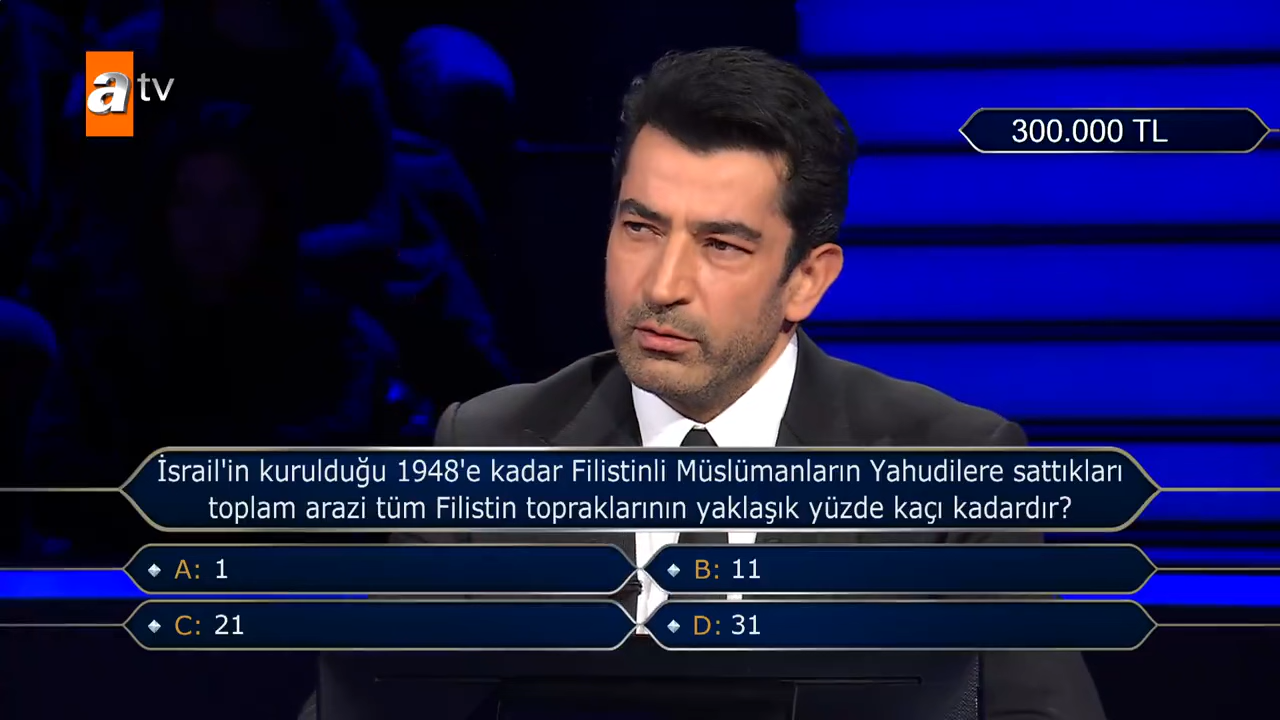 atv
300.000 TL
İsrail'in kurulduğu 1948'e kadar Filistinli Müslümanların Yahudilere sattıkları
toplam arazi tüm Filistin topraklarının yaklaşık yüzde kaçı kadardır?
A: 1
B: 11
C: 21
D: 31